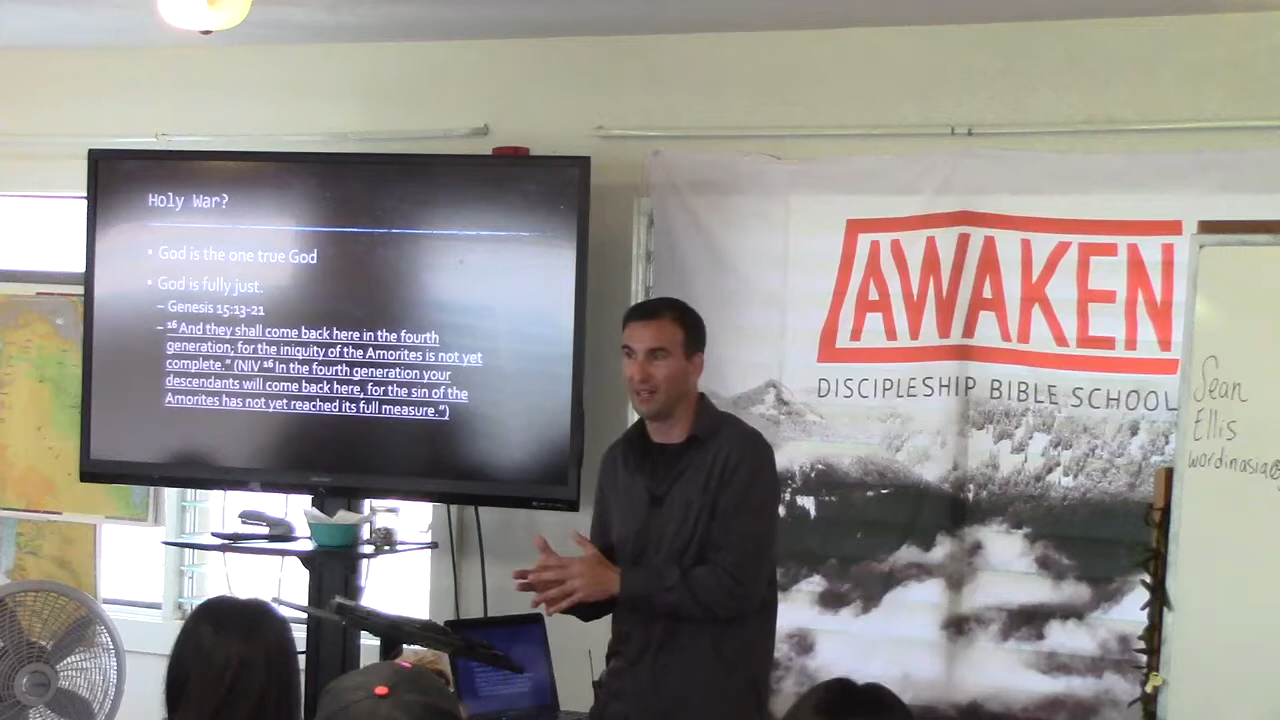 Holy War?
• God is the one true God
• God is fully just.
– Genesis 15:13-21
– 16 And they shall come back here in the fourth
generation; for the iniquity of the Amorites is not yet
complete.” (NIV 16 In the fourth generation your
descendants will come back here, for the sin of the
Amorites has not yet reached its full measure.”)
AWAKEN
DISCIPLESHIP BIBLE SCHOOL
Sean
Ellis
wordinasia@